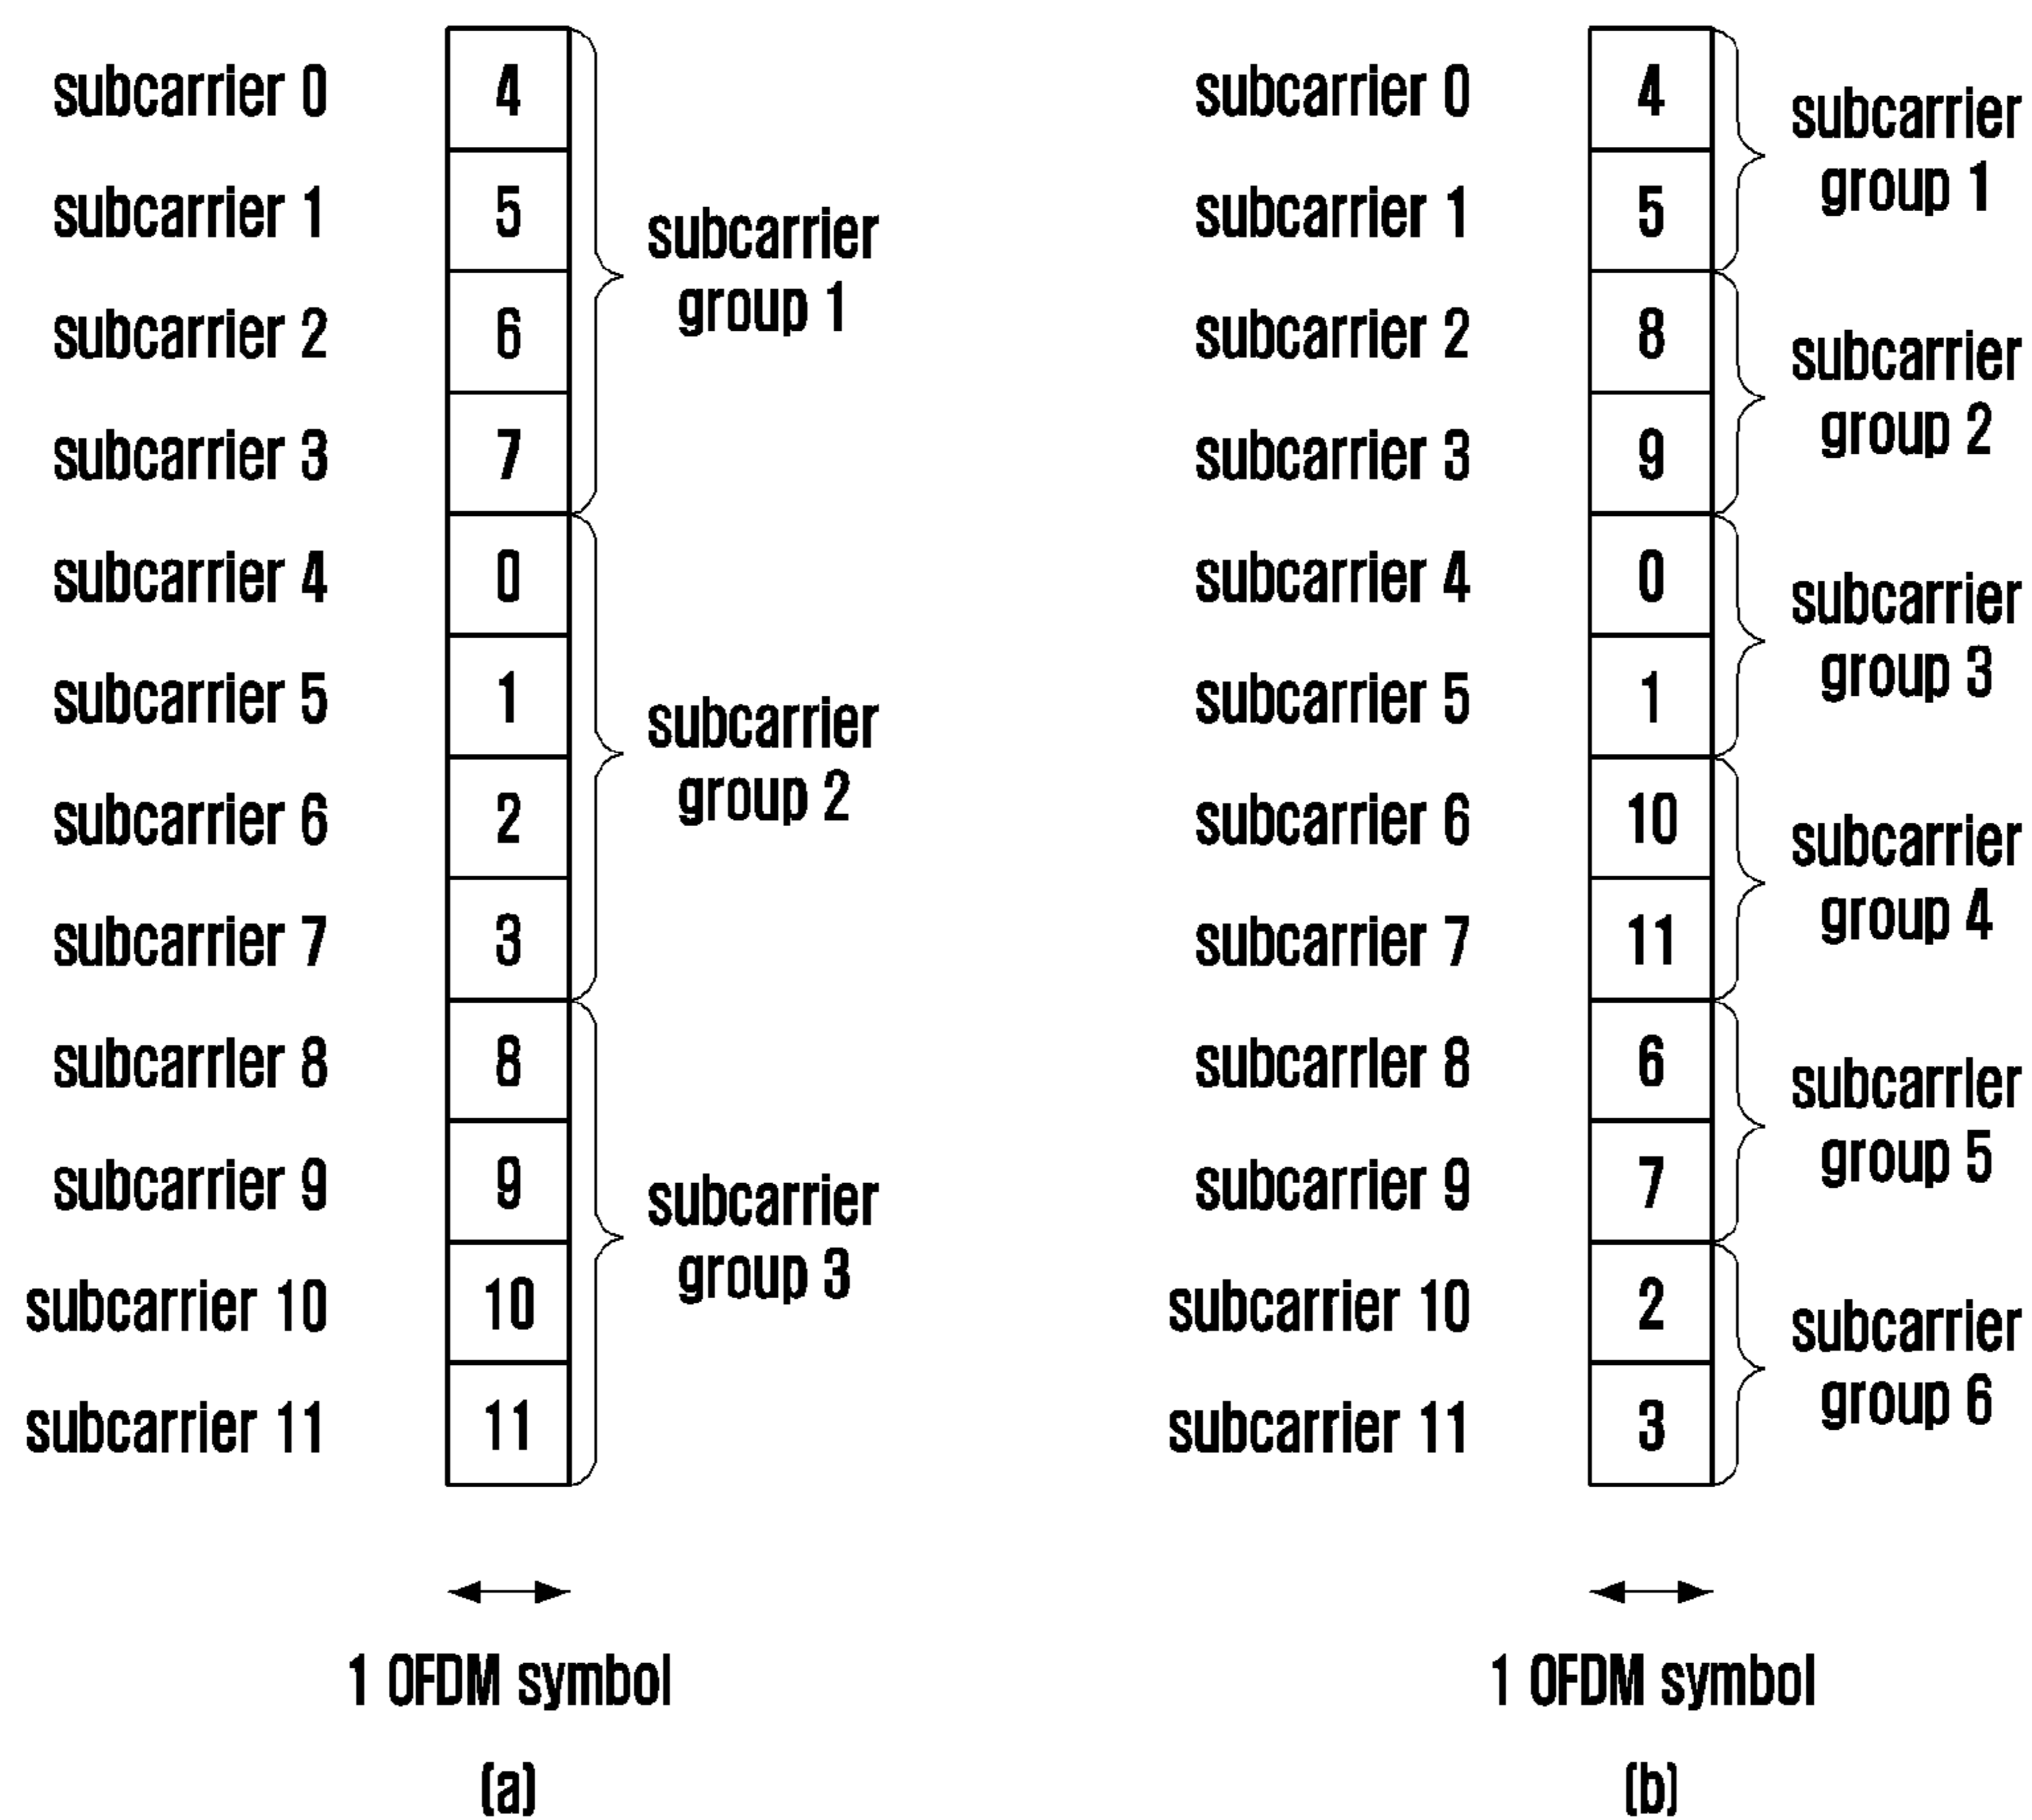 subcarrier 0 4
subcarrier 1 5
subcarrier 2 6
subcarrier 3 7
subcarrier
group 1
subcarrier 4 0
subcarrier 5 1
subcarrier 6 2
subcarrier 7 3
subcarrier
group 2
subcarrler 8 8
subcarrier 9 9
subcarrier 10 10
subcarrier 11 11
subcarrier
group 3
1 OFDM symbol
(a)
subcarrier 0 4
subcarrier 1 5
subcarrier
group 1
subcarrier 2 8
subcarrier 3 9
subcarrier
group 2
subcarrier 4 0
subcarrier 5 1
subcarrier
group 3
subcarrier 6 10
subcarrier 7 11
subcarrier
group 4
subcarrler 8 6
subcarrier 9 7
subcarrler
group 5
subcarrier 10 2
subcarrier 11 3
subcarrier
group 6
1 OFDM symbol
(b)